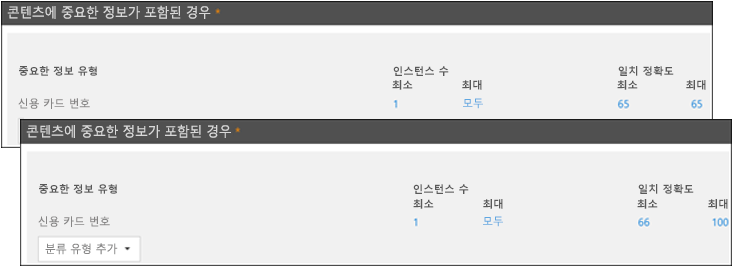 콘텐츠에 중요한 정보가 포함된 경우 *
중요한 정보 유형 인스턴스 수 일치 정확도
최소 최대 최소 최대
신용 카드 번호 1 모두 65 65
콘텐츠에 중요한 정보가 포함된 경우 *
중요한 정보 유형 인스턴스 수 일치 정확도
최소 최대 최소 최대
신용 카드 번호 1 모두 66 100
분류 유형 추가